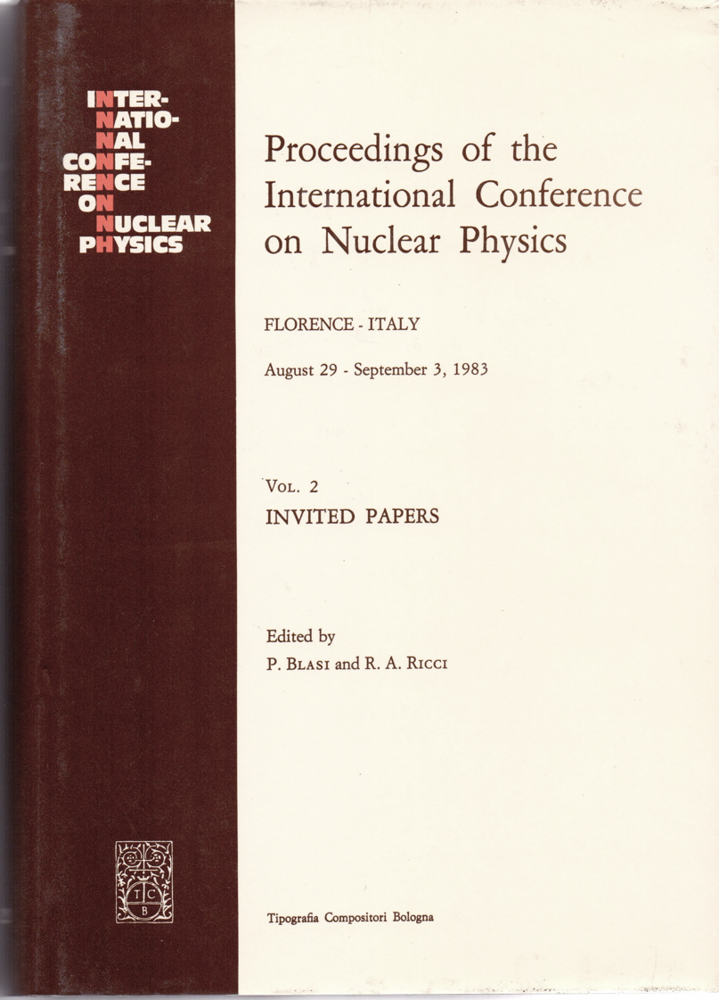 INTER-
NATIO-
NAL
CONFE-
RENCE
ON
NUCLEAR
PHYSICS
Proceedings of the
International Conference
on Nuclear Physics
FLORENCE - ITALY
August 29 - September 3, 1983
VOL. 2
INVITED PAPERS
Edited by
P. BLASI and R. A. RICCI
T C
B
Tipografia Compositori Bologna